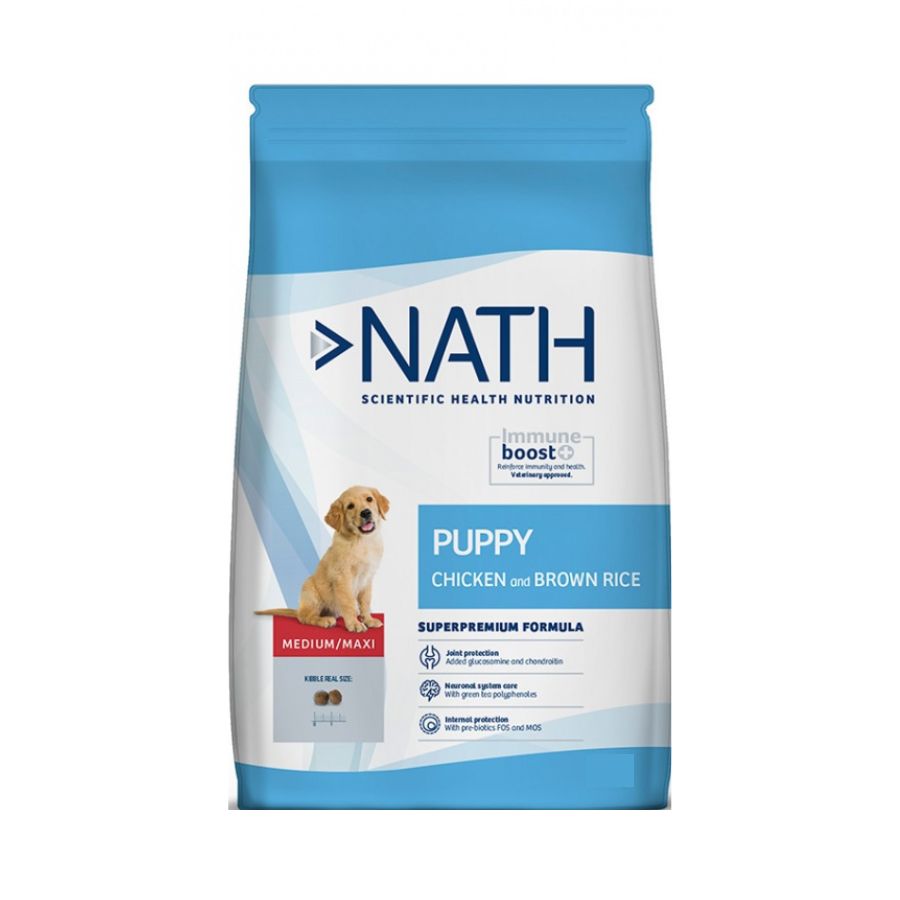 NATH
SCIENTIFIC HEALTH NUTRITION
Immune
boost+
Reinforce immunity and health.
Veterinary approved.
PUPPY
CHICKEN and BROWN RICE
MEDIUM/MAXI
SUPERPREMIUM FORMULA
KIBBLE REAL SIZE:
Joint protection
Added glucosamine and chondroitin
Neuronal system care
With green tea polyphenoles
Internal protection
With pre-biotics FOS and MOS